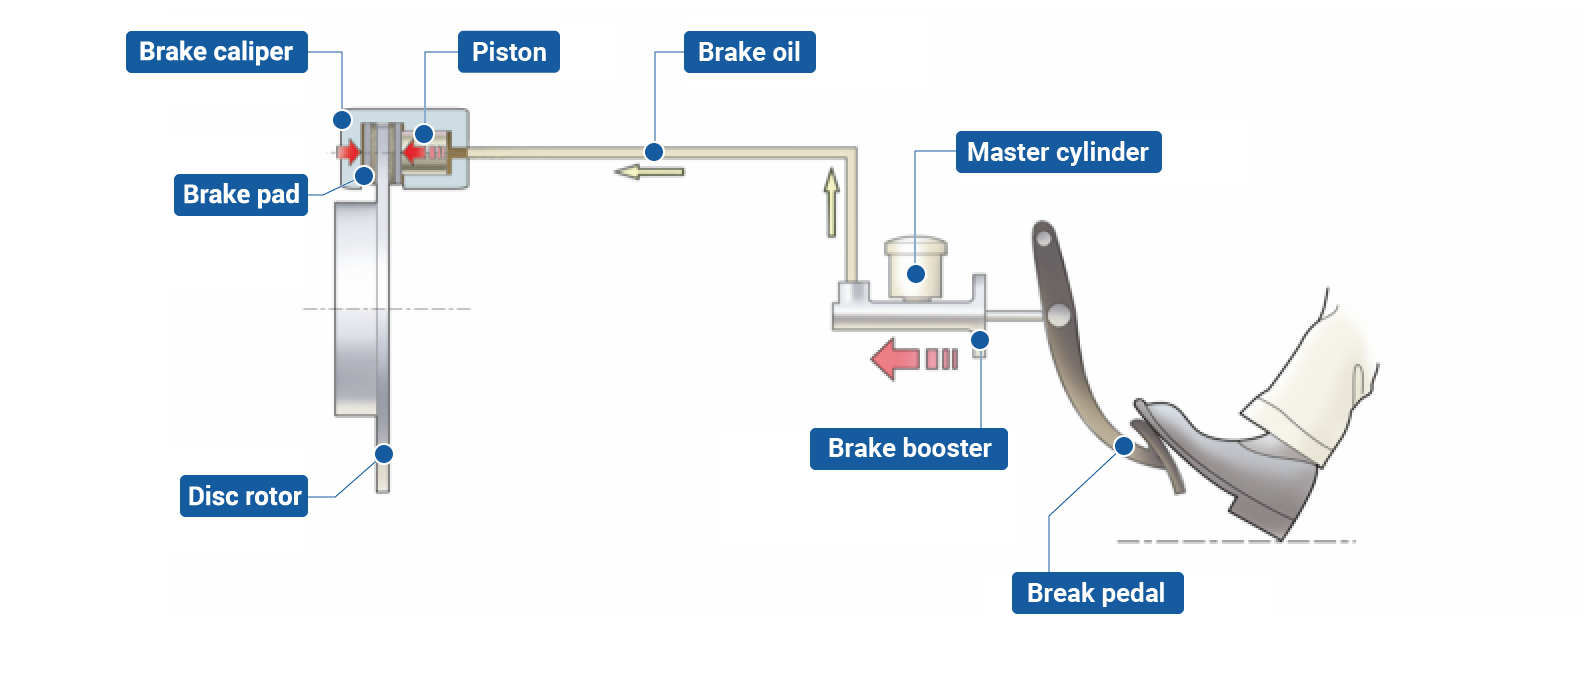 Brake caliper
Piston
Brake oil
Master cylinder
Brake pad
Brake booster
Disc rotor
Break pedal